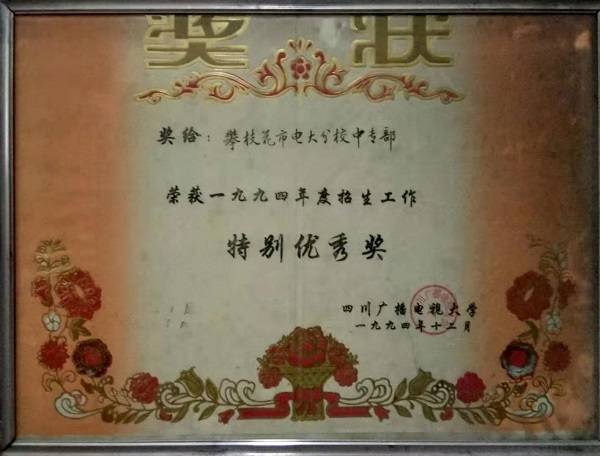 奖状
奖给：攀枝花市电大分校中专部
荣获一九九四年度招生工作
特别优秀奖
四川广播电视大学
一九九四年十二月